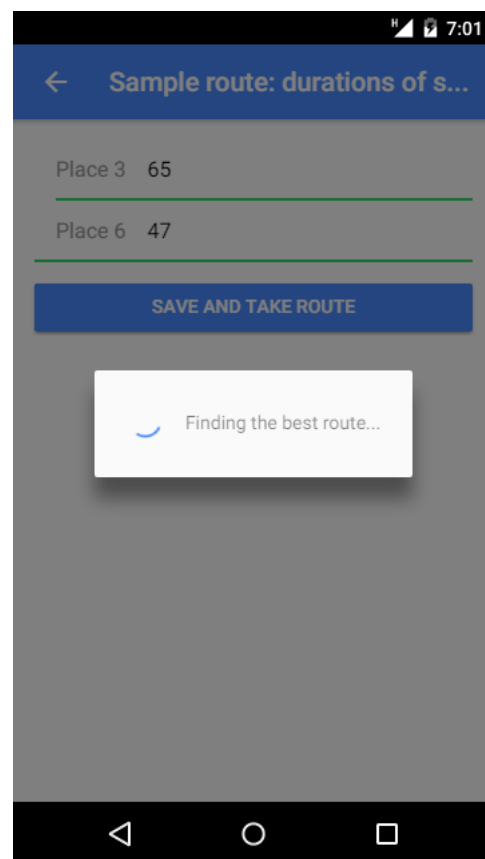 H 7:01
Sample route: durations of s...
Place 3 65
Place 6 47
SAVE AND TAKE ROUTE
Finding the best route...